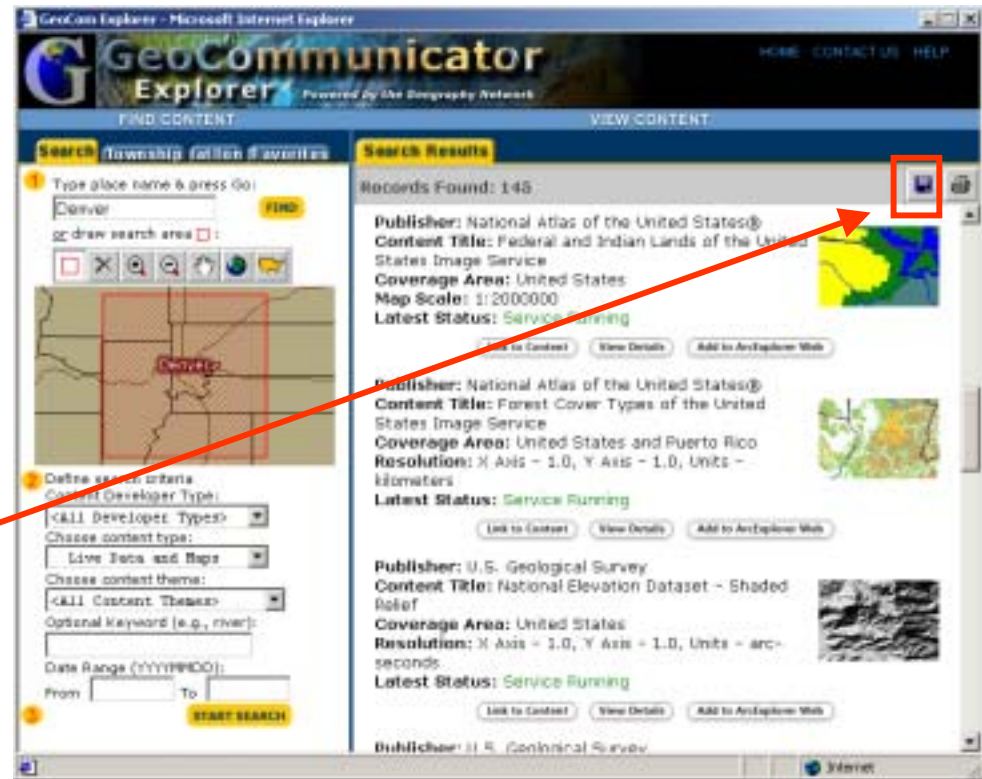 GeoCom Explorer - Microsoft Internet Explorer
GeoCommunicator
Explorer Powered by the Geography Network
HOME CONTACT US HELP
FIND CONTENT
VIEW CONTENT
Search Township Favorites
Search Results
1 Type place name & press Go:
Denver FIND
or draw search area :
Denver
2 Define search criteria
Content Developer Type:
<All Developer Types>
Choose content type:
Live Data and Maps
Choose content theme:
<All Content Themes>
Optional Keyword (e.g., river):
Date Range (YYYYMMDD):
From To
3 START SEARCH
Records Found: 145
Publisher: National Atlas of the United States®
Content Title: Federal and Indian Lands of the United
States Image Service
Coverage Area: United States
Map Scale: 1:2000000
Latest Status: Service Running
Link to Content View Details Add to ArcExplorer Web
Publisher: National Atlas of the United States®
Content Title: Forest Cover Types of the United
States Image Service
Coverage Area: United States and Puerto Rico
Resolution: X Axis - 1.0, Y Axis - 1.0, Units -
kilometers
Latest Status: Service Running
Link to Content View Details Add to ArcExplorer Web
Publisher: U.S. Geological Survey
Content Title: National Elevation Dataset - Shaded
Relief
Coverage Area: United States
Resolution: X Axis - 1.0, Y Axis - 1.0, Units - arc-
seconds
Latest Status: Service Running
Link to Content View Details Add to ArcExplorer Web
Publisher: U.S. Geological Survey
Internet